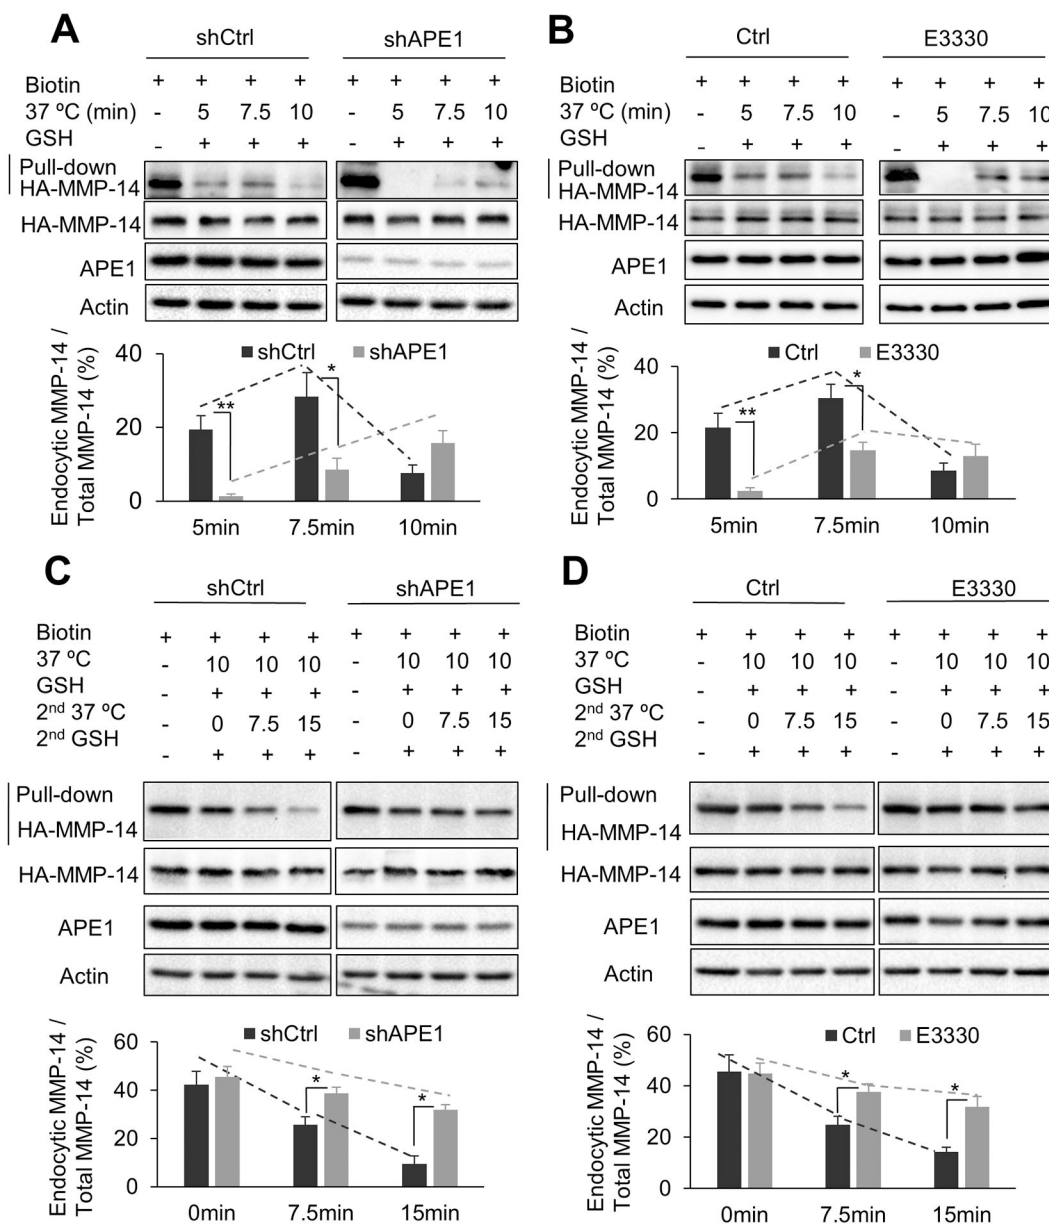 A
shCtrl shAPE1
Biotin + + + + + + + +
37 ºC (min) - 5 7.5 10 - 5 7.5 10
GSH - + + + - + + +
Pull-down
HA-MMP-14
HA-MMP-14
APE1
Actin
Endocytic MMP-14 /
Total MMP-14 (%)
40
20
0
shCtrl shAPE1
** *
5min 7.5min 10min
B
Ctrl E3330
Biotin + + + + + + + +
37 ºC (min) - 5 7.5 10 - 5 7.5 10
GSH - + + + - + + +
Pull-down
HA-MMP-14
HA-MMP-14
APE1
Actin
Endocytic MMP-14 /
Total MMP-14 (%)
40
20
0
Ctrl E3330
** *
5min 7.5min 10min
C
shCtrl shAPE1
Biotin + + + + + + + +
37 ºC - 10 10 10 - 10 10 10
GSH - + + + - + + +
2nd 37 ºC - 0 7.5 15 - 0 7.5 15
2nd GSH - + + + - + + +
Pull-down
HA-MMP-14
HA-MMP-14
APE1
Actin
Endocytic MMP-14 /
Total MMP-14 (%)
60
40
20
0
shCtrl shAPE1
* *
0min 7.5min 15min
D
Ctrl E3330
Biotin + + + + + + + +
37 ºC - 10 10 10 - 10 10 10
GSH - + + + - + + +
2nd 37 ºC - 0 7.5 15 - 0 7.5 15
2nd GSH - + + + - + + +
Pull-down
HA-MMP-14
HA-MMP-14
APE1
Actin
Endocytic MMP-14 /
Total MMP-14 (%)
60
40
20
0
Ctrl E3330
* *
0min 7.5min 15min